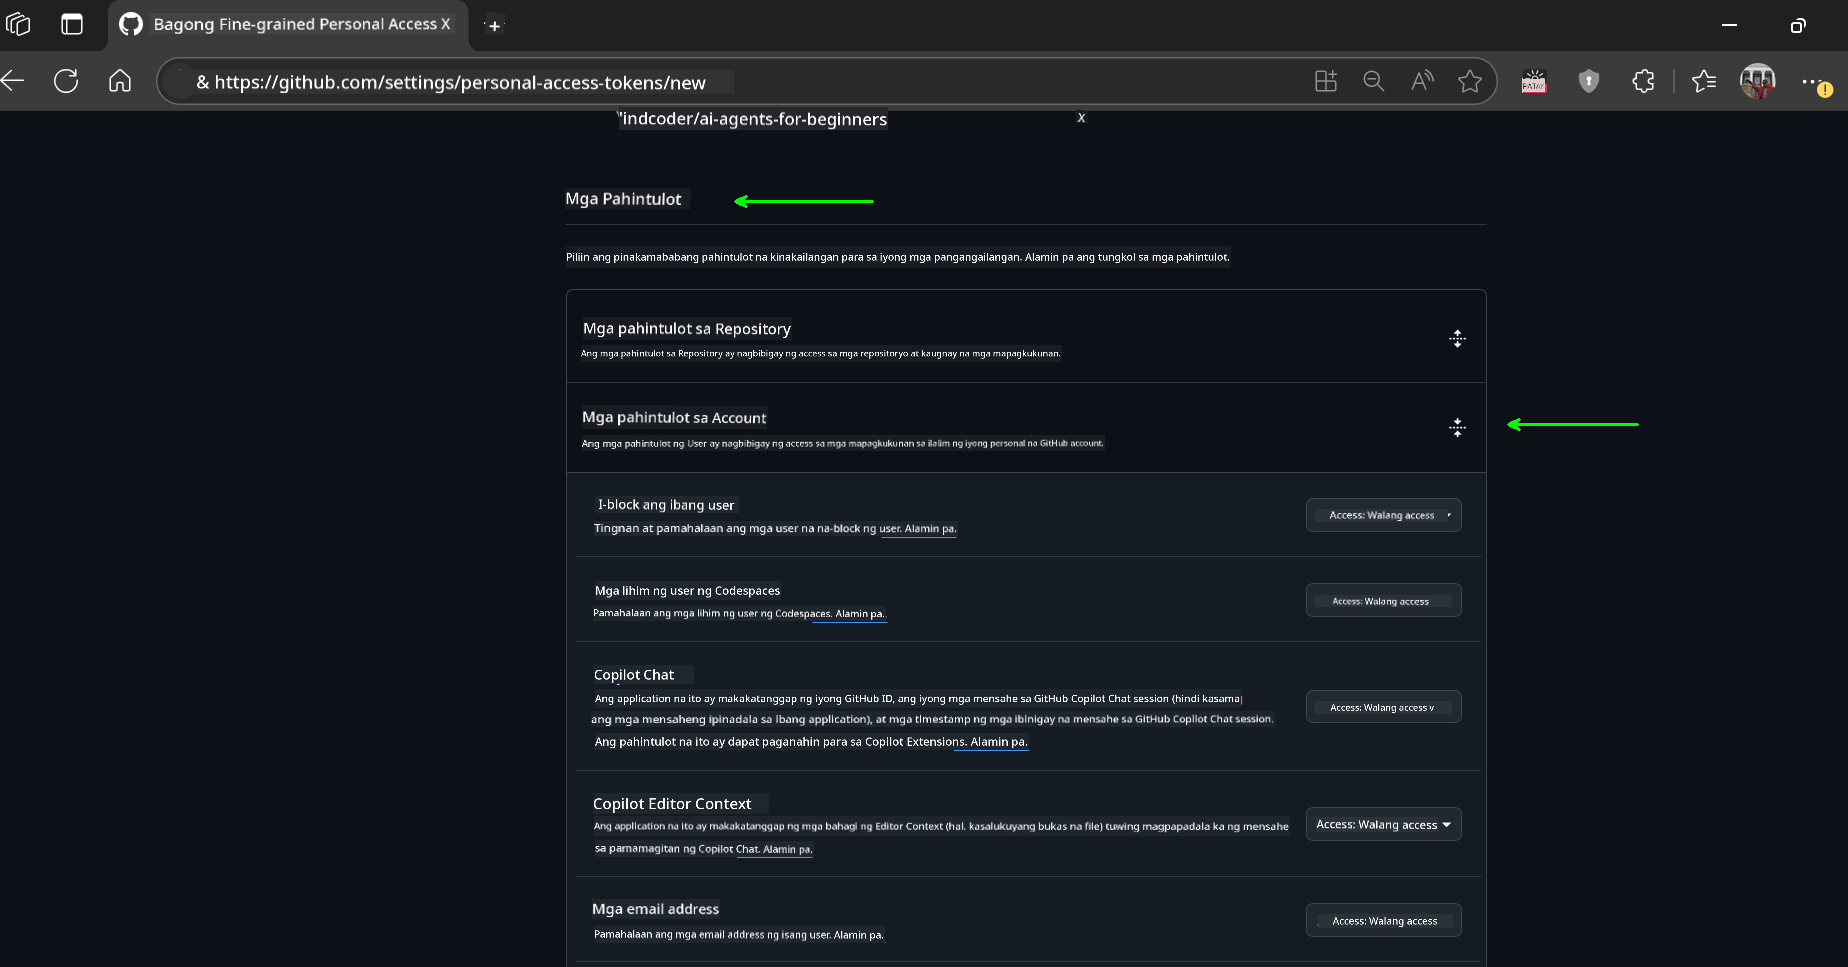 Bagong Fine-grained Personal Access X
+
& https://github.com/settings/personal-access-tokens/new
PATAY
'indcoder/ai-agents-for-beginners
X
Mga Pahintulot
Piliin ang pinakamababang pahintulot na kinakailangan para sa iyong mga pangangailangan. Alamin pa ang tungkol sa mga pahintulot.
Mga pahintulot sa Repository
Ang mga pahintulot sa Repository ay nagbibigay ng access sa mga repositoryo at kaugnay na mga mapagkukunan.
Mga pahintulot sa Account
Ang mga pahintulot ng User ay nagbibigay ng access sa mga mapagkukunan sa ilalim ng iyong personal na GitHub account.
I-block ang ibang user
Access: Walang access
Tingnan at pamahalaan ang mga user na na-block ng user. Alamin pa.
Mga lihim ng user ng Codespaces
Access: Walang access
Pamahalaan ang mga lihim ng user ng Codespaces. Alamin pa..
Copilot Chat
Ang application na ito ay makakatanggap ng iyong GitHub ID, ang iyong mga mensahe sa GitHub Copilot Chat session (hindi kasama
Access: Walang access v
ang mga mensaheng ipinadala sa ibang application), at mga timestamp ng mga ibinigay na mensahe sa GitHub Copilot Chat session.
Ang pahintulot na ito ay dapat paganahin para sa Copilot Extensions. Alamin pa.
Copilot Editor Context
Ang application na ito ay makakatanggap ng mga bahagi ng Editor Context (hal. kasalukuyang bukas na file) tuwing magpapadala ka ng mensahe
Access: Walang access
sa pamamagitan ng Copilot Chat. Alamin pa.
Mga email address
Access: Walang access
Pamahalaan ang mga email address ng isang user. Alamin pa.